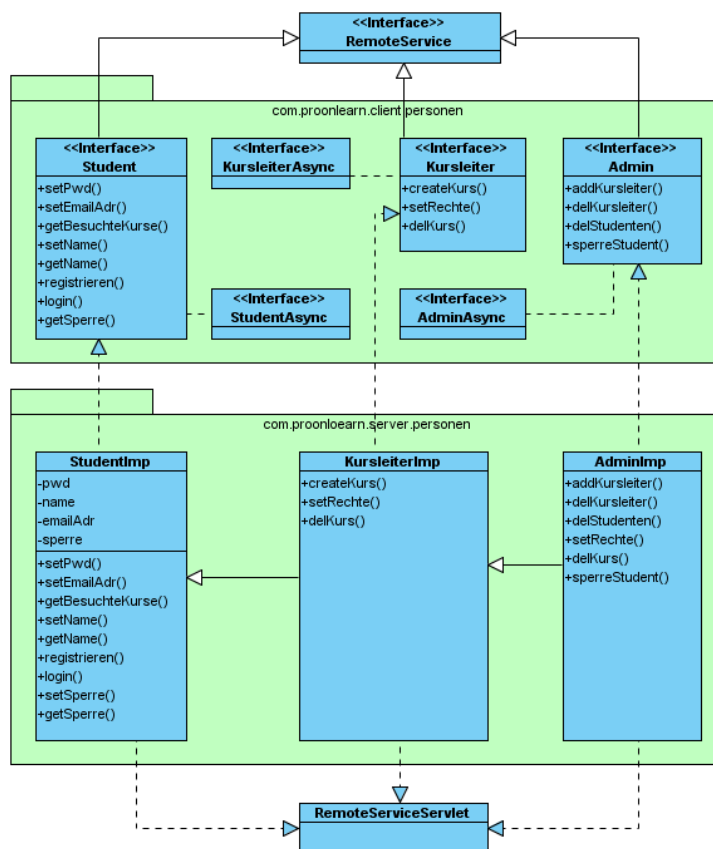 <<Interface>>
RemoteService
com.proonlearn.client.personen
<<Interface>>
Student
+setPwd()
+setEmailAdr()
+getBesuchteKurse()
+setName()
+getName()
+registrieren()
+login()
+getSperre()
<<Interface>>
KursleiterAsync
<<Interface>>
Kursleiter
+createKurs()
+setRechte()
+delKurs()
<<Interface>>
Admin
+addKursleiter()
+delKursleiter()
+delStudenten()
+sperreStudent()
<<Interface>>
StudentAsync
<<Interface>>
AdminAsync
com.proonloearn.server.personen
StudentImp
-pwd
-name
-emailAdr
-sperre
+setPwd()
+setEmailAdr()
+getBesuchteKurse()
+setName()
+getName()
+registrieren()
+login()
+setSperre()
+getSperre()
KursleiterImp
+createKurs()
+setRechte()
+delKurs()
AdminImp
+addKursleiter()
+delKursleiter()
+delStudenten()
+setRechte()
+delKurs()
+sperreStudent()
RemoteServiceServlet